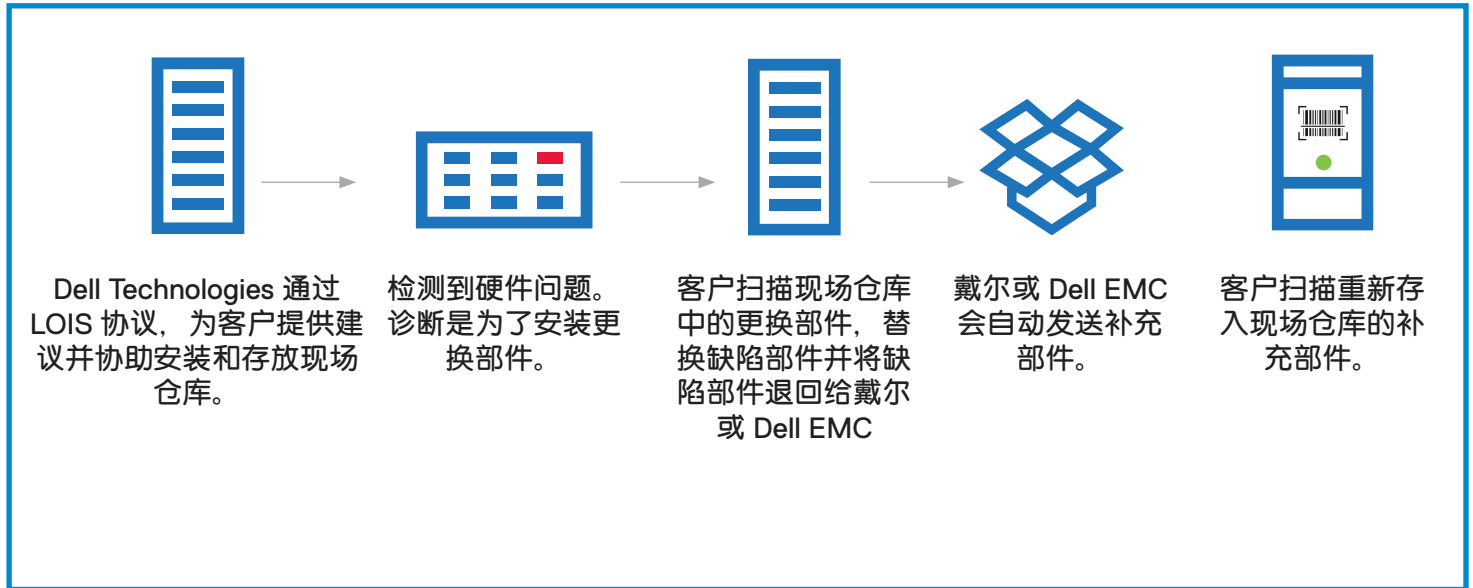 Dell Technologies 通过
LOIS 协议，为客户提供建
议并协助安装和存放现场
仓库。
检测到硬件问题。
诊断是为了安装更
换部件。
客户扫描现场仓库
中的更换部件，替
换缺陷部件并将缺
陷部件退回给戴尔
或 Dell EMC
戴尔或 Dell EMC
会自动发送补充
部件。
客户扫描重新存
入现场仓库的补
充部件。